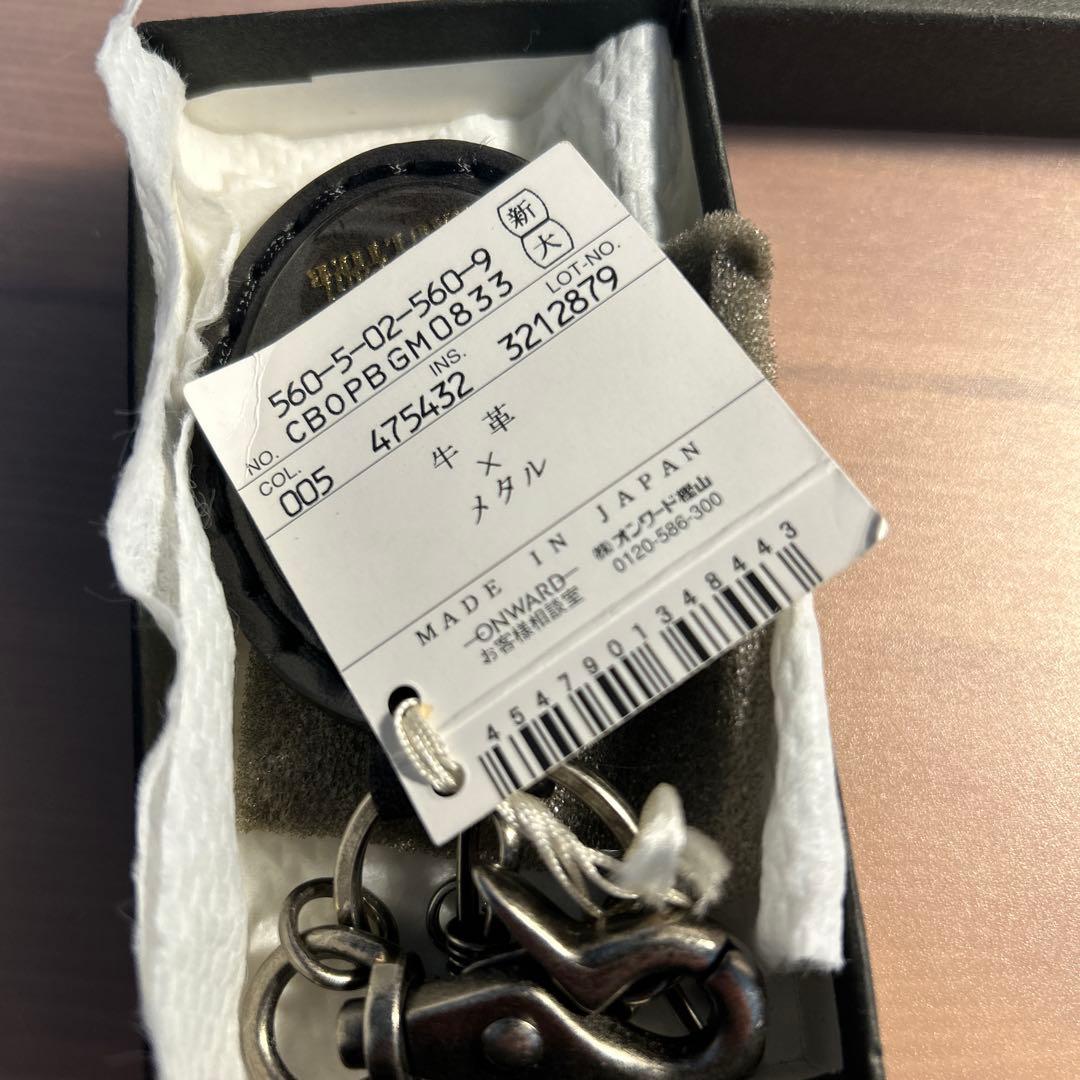 新
大
560-5-02-560-9
NO. CBOPBGM0833 LOT-NO.
COL. INS.
005 475432 3212879
牛革
×
メタル
MADE IN JAPAN
ONWARD ㈱オンワード樫山
お客様相談室 0120-586-300
4547901348443